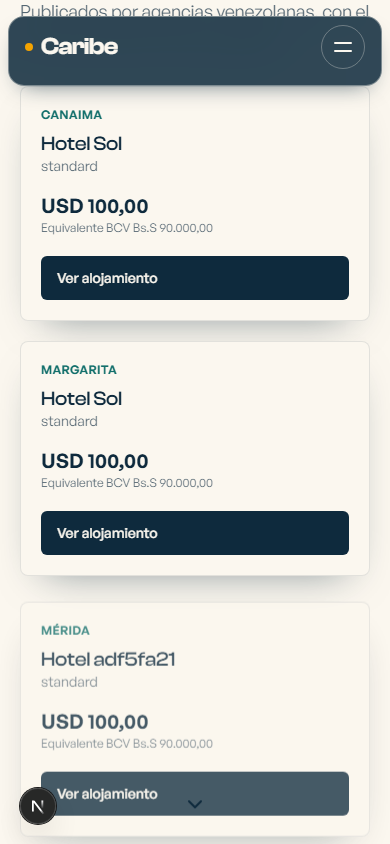 Publicados por agencias venezolanas, con el
Caribe
CANAIMA
Hotel Sol
standard
USD 100,00
Equivalente BCV Bs.S 90.000,00
Ver alojamiento
MARGARITA
Hotel Sol
standard
USD 100,00
Equivalente BCV Bs.S 90.000,00
Ver alojamiento
MÉRIDA
Hotel adf5fa21
standard
USD 100,00
Equivalente BCV Bs.S 90.000,00
Ver alojamiento
N